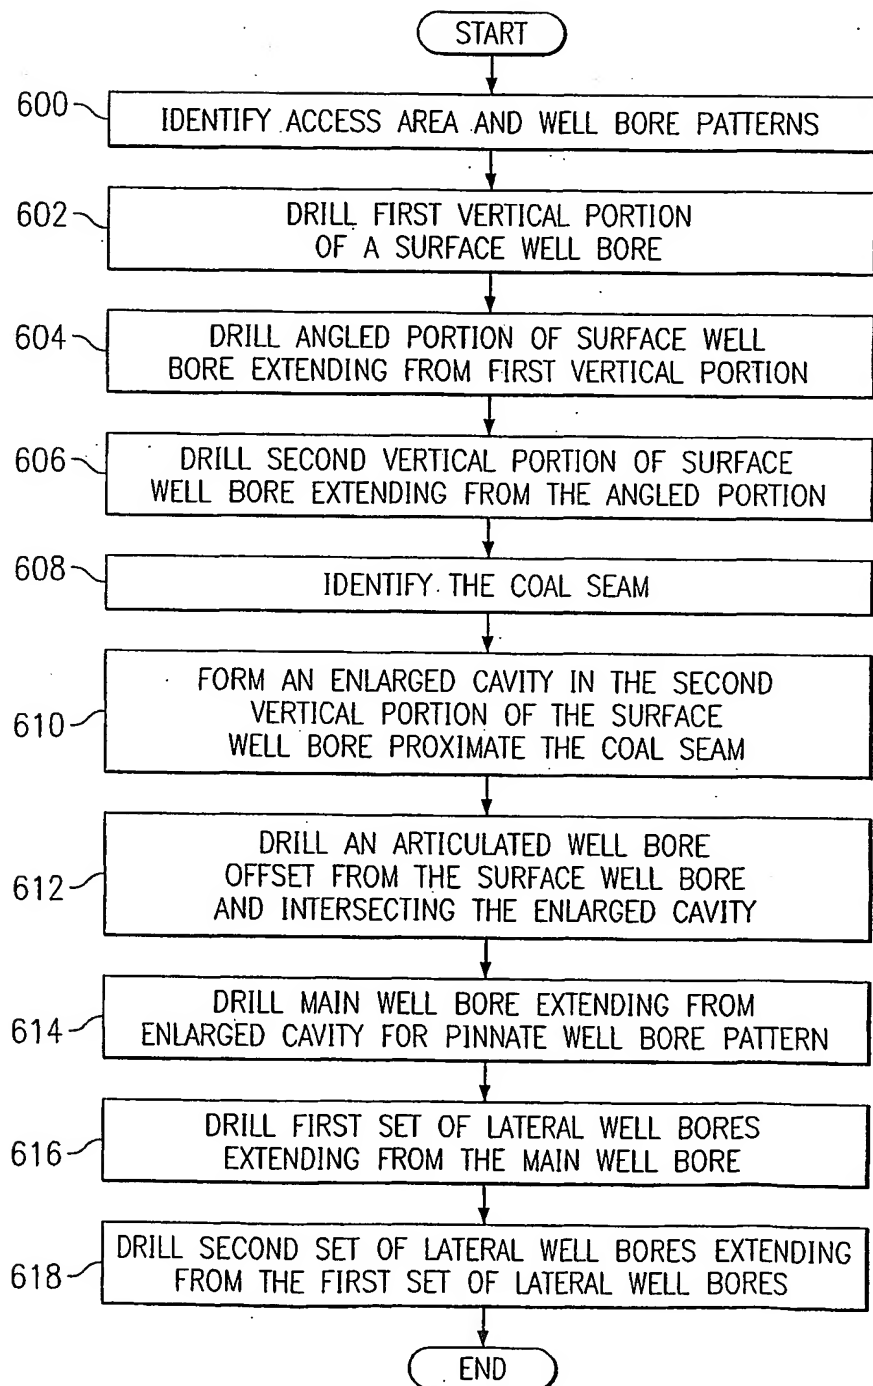 START
600
IDENTIFY ACCESS AREA AND WELL BORE PATTERNS
602
DRILL FIRST VERTICAL PORTION
OF A SURFACE WELL BORE
604
DRILL ANGLED PORTION OF SURFACE WELL
BORE EXTENDING FROM FIRST VERTICAL PORTION
606
DRILL SECOND VERTICAL PORTION OF SURFACE
WELL BORE EXTENDING FROM THE ANGLED PORTION
608
IDENTIFY THE COAL SEAM
610
FORM AN ENLARGED CAVITY IN THE SECOND
VERTICAL PORTION OF THE SURFACE
WELL BORE PROXIMATE THE COAL SEAM
612
DRILL AN ARTICULATED WELL BORE
OFFSET FROM THE SURFACE WELL BORE
AND INTERSECTING THE ENLARGED CAVITY
614
DRILL MAIN WELL BORE EXTENDING FROM
ENLARGED CAVITY FOR PINNATE WELL BORE PATTERN
616
DRILL FIRST SET OF LATERAL WELL BORES
EXTENDING FROM THE MAIN WELL BORE
618
DRILL SECOND SET OF LATERAL WELL BORES EXTENDING
FROM THE FIRST SET OF LATERAL WELL BORES
END